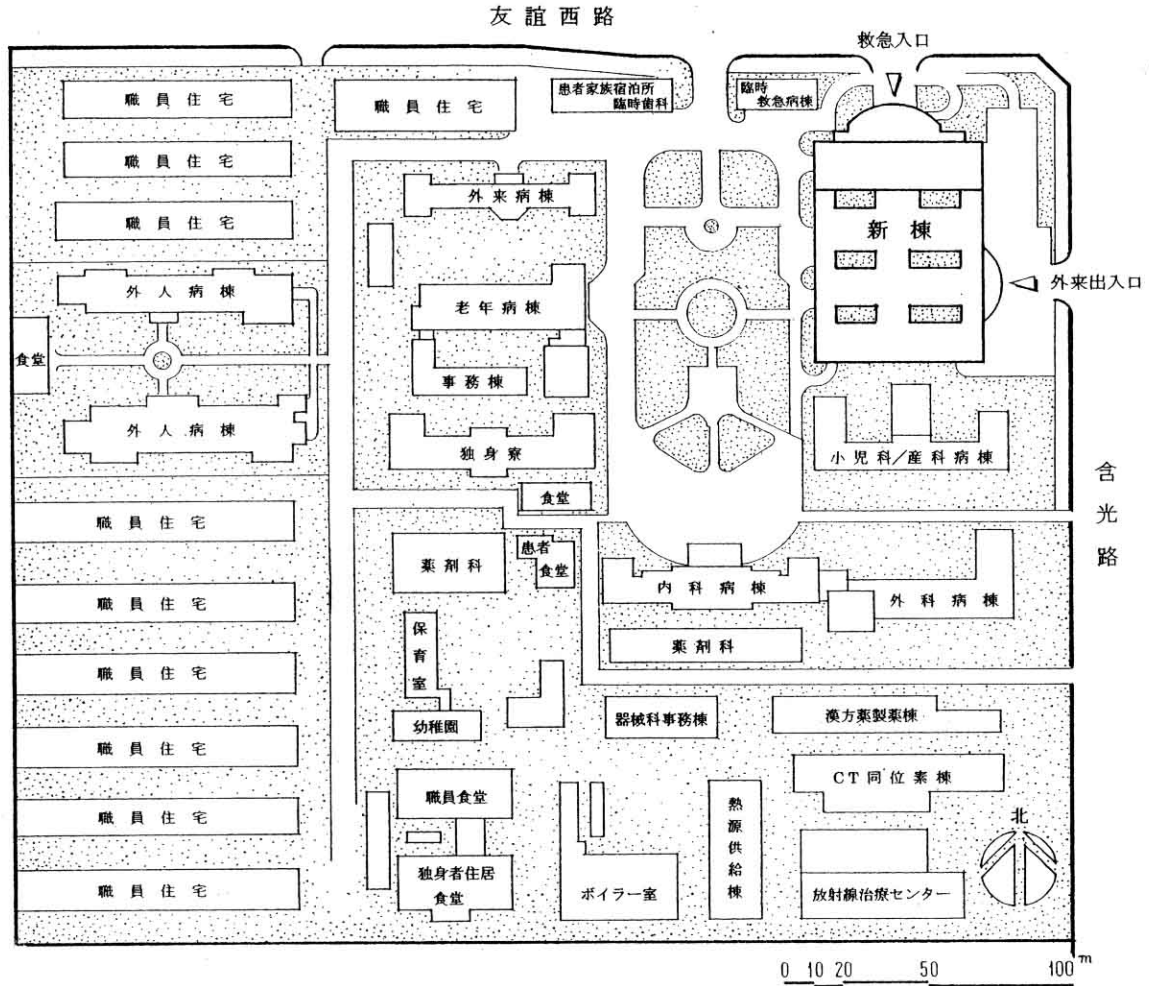 友誼西路
救急入口
職員住宅
職員住宅
患者家族宿泊所
臨時歯科
臨時
救急病棟
職員住宅
外来病棟
職員住宅
新棟
外人病棟
外来出入口
老年病棟
食堂
事務棟
外人病棟
独身寮
小児科/産科病棟
食堂
含光路
職員住宅
患者
食堂
薬剤科
内科病棟
外科病棟
職員住宅
保育室
薬剤科
職員住宅
幼稚園
器械科事務棟
漢方薬製薬棟
職員住宅
CT同位素棟
職員食堂
熱源供給棟
北
職員住宅
独身者住居
食堂
職員住宅
ボイラー室
放射線治療センター
0 10 20 50 100m